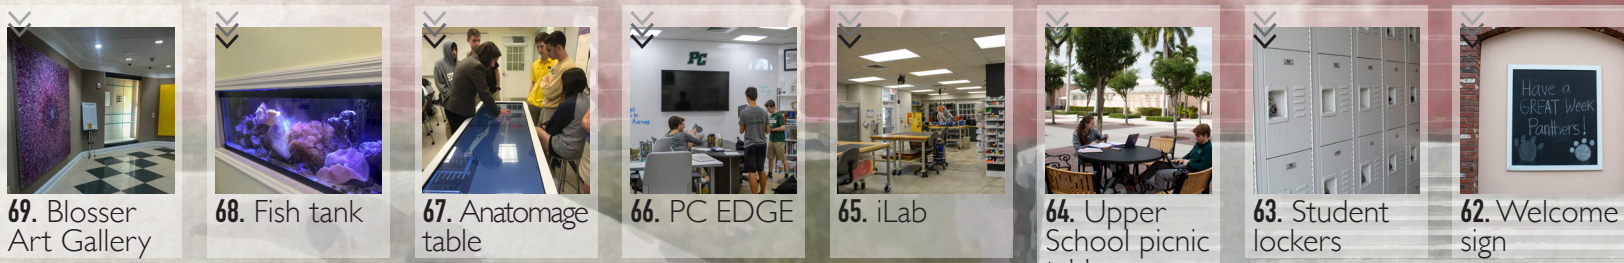 69. Blosser
Art Gallery
68. Fish tank
67. Anatomage
table
PC
66. PC EDGE
65. iLab
64. Upper
School picnic
63. Student
lockers
Have a
GREAT Week
Panthers!
62. Welcome
sign